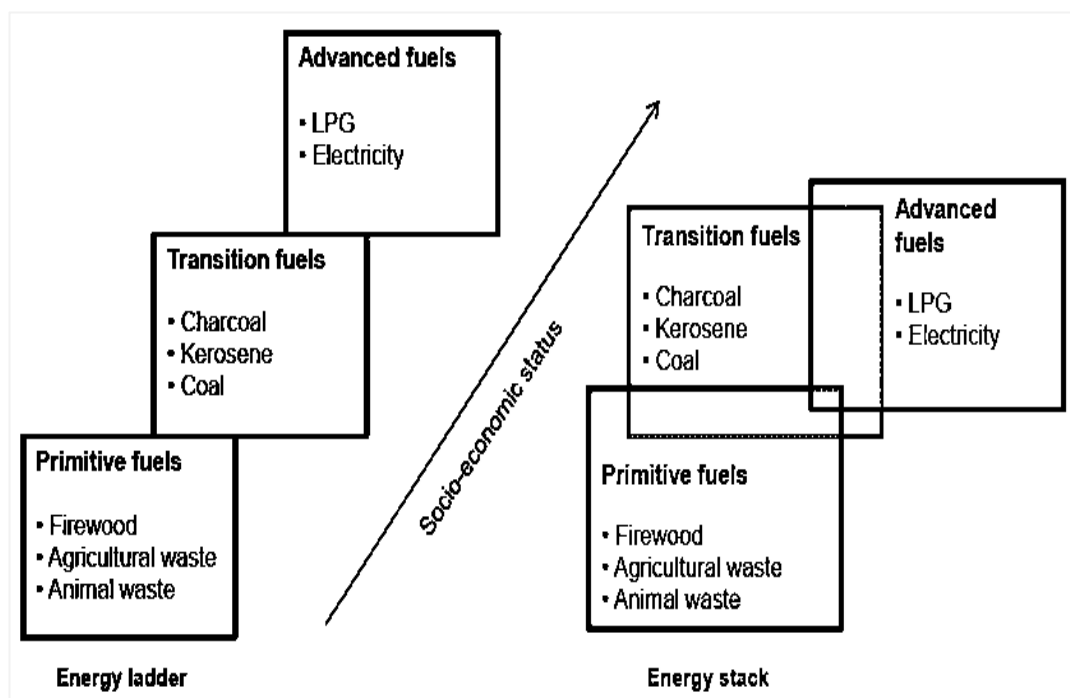 Advanced fuels
▪ LPG
▪ Electricity
Transition fuels
▪ Charcoal
▪ Kerosene
▪ Coal
Primitive fuels
▪ Firewood
▪ Agricultural waste
▪ Animal waste
Energy ladder
Socio-economic status
Transition fuels
▪ Charcoal
▪ Kerosene
▪ Coal
Advanced
fuels
▪ LPG
▪ Electricity
Primitive fuels
▪ Firewood
▪ Agricultural waste
▪ Animal waste
Energy stack